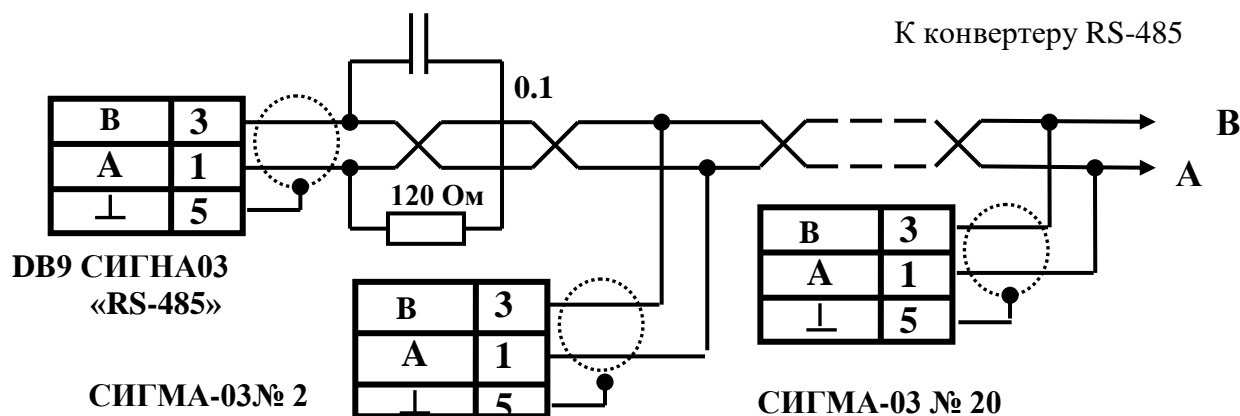 К конвертеру RS-485
0.1
В 3
А 1
⊥ 5
В
А
120 Ом
DB9 СИГНА03
«RS-485»
В 3
А 1
⊥ 5
СИГМА-03№ 2
В 3
А 1
⊥ 5
СИГМА-03 № 20